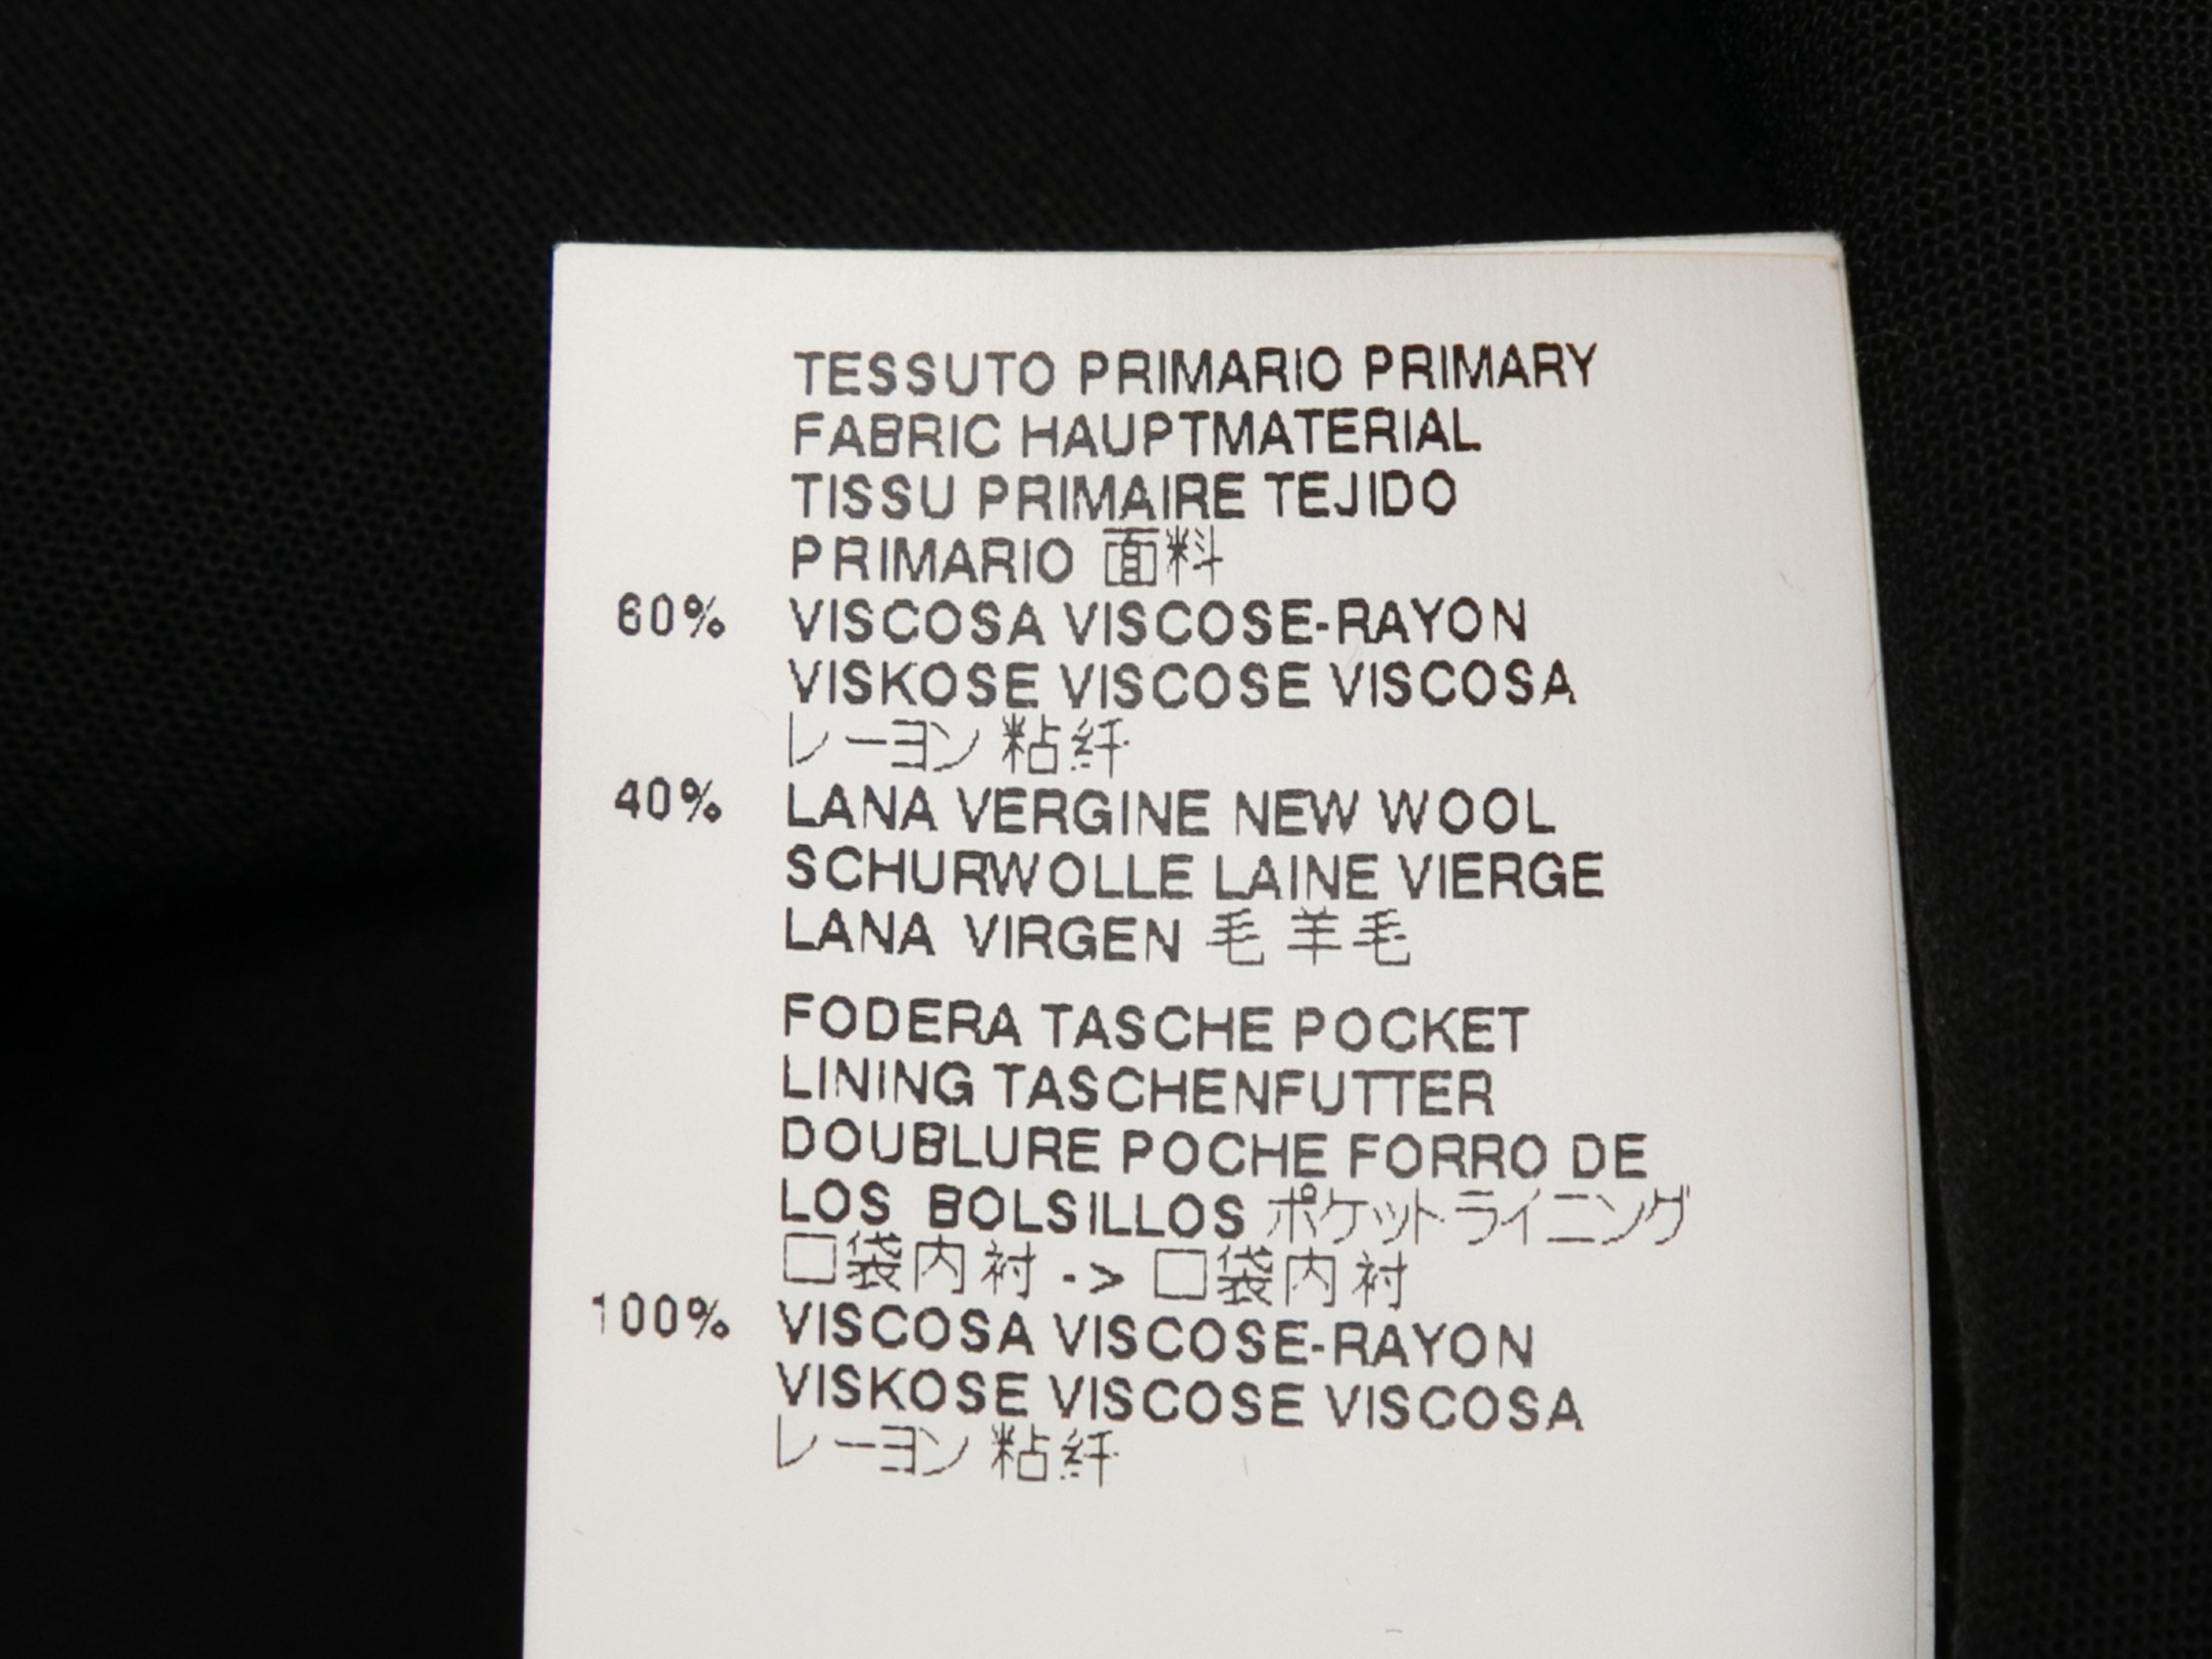 TESSUTO PRIMARIO PRIMARY
FABRIC HAUPTMATERIAL
TISSU PRIMAIRE TEJIDO
PRIMARIO 面料
60% VISCOSA VISCOSE-RAYON
VISKOSE VISCOSE VISCOSA
レーヨン 粘纤
40% LANA VERGINE NEW WOOL
SCHURWOLLE LAINE VIERGE
LANA VIRGEN 毛 羊毛
FODERA TASCHE POCKET
LINING TASCHENFUTTER
DOUBLURE POCHE FORRO DE
LOS BOLSILLOS ポケットライニング
口袋内衬 -> 口袋内衬
100% VISCOSA VISCOSE-RAYON
VISKOSE VISCOSE VISCOSA
レーヨン 粘纤